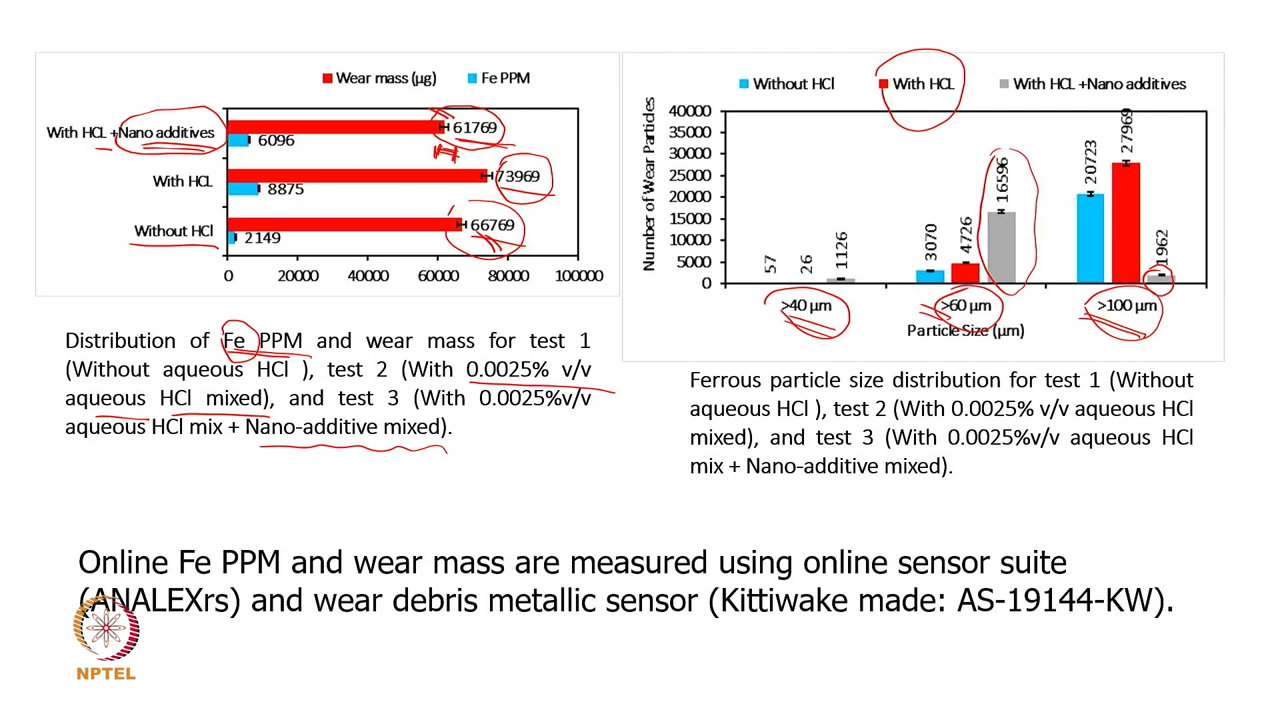 Wear mass (µg) Fe PPM
With HCL +Nano additives
61769
6096
With HCL
73969
8875
Without HCl
66769
2149
0 20000 40000 60000 80000 100000
Distribution of Fe PPM and wear mass for test 1
(Without aqueous HCl ), test 2 (With 0.0025% v/v
aqueous HCl mixed), and test 3 (With 0.0025%v/v
aqueous HCl mix + Nano-additive mixed).
Without HCl With HCL With HCL +Nano additives
Number of Wear Particles
40000
35000
30000
25000
20000
15000
10000
5000
0
57 26 1126
3070 4726 16596
20723 27969 1962
>40 µm >60 µm >100 µm
Particle Size (µm)
Ferrous particle size distribution for test 1 (Without
aqueous HCl ), test 2 (With 0.0025% v/v aqueous HCl
mixed), and test 3 (With 0.0025%v/v aqueous HCl
mix + Nano-additive mixed).
Online Fe PPM and wear mass are measured using online sensor suite
(ANALEXrs) and wear debris metallic sensor (Kittiwake made: AS-19144-KW).
NPTEL